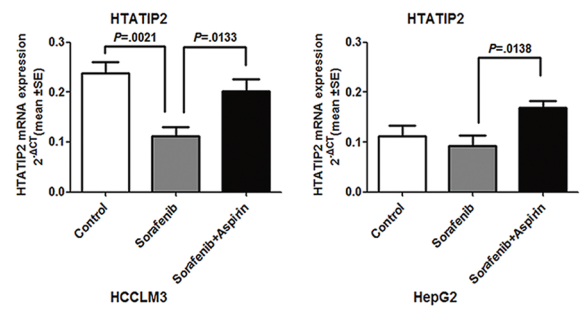 HTATIP2
P=.0021
P=.0133
HTATIP2 mRNA expression
2-ΔCT(mean ±SE)
0.3
0.2
0.1
0.0
Control
Sorafenib
Sorafenib+Aspirin
HCCLM3
HTATIP2
P=.0138
HTATIP2 mRNA expression
2-ΔCT(mean ±SE)
0.3
0.2
0.1
0.0
Control
Sorafenib
Sorafenib+Aspirin
HepG2